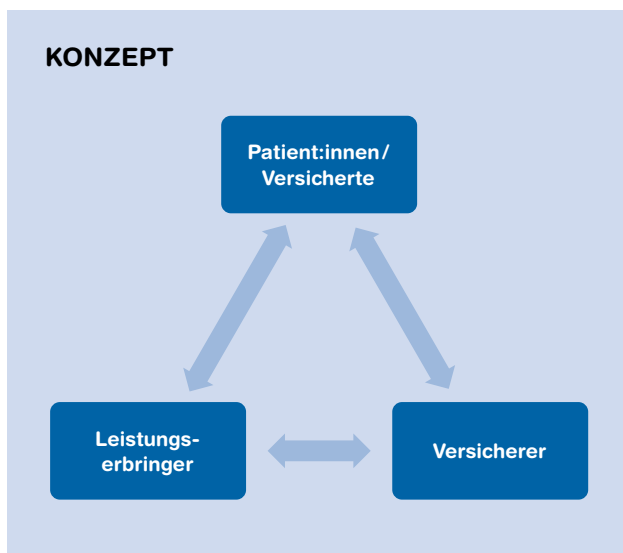 KONZEPT
Patient:innen/
Versicherte
Leistungs-
erbringer
Versicherer